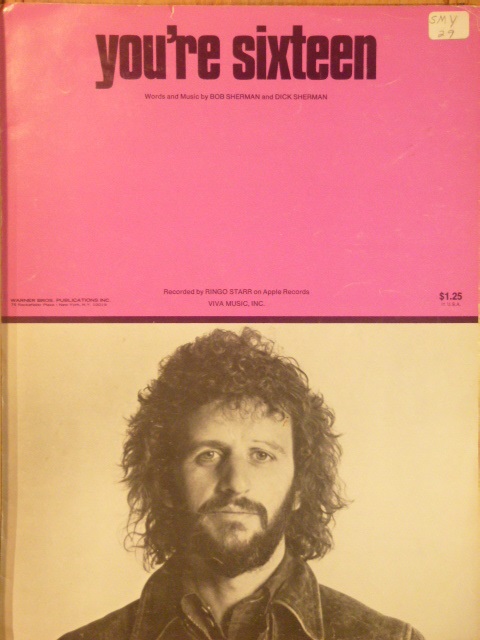 SMY
29
you're sixteen
Words and Music by BOB SHERMAN and DICK SHERMAN
Recorded by RINGO STARR on Apple Records
VIVA MUSIC, INC.
WARNER BROS. PUBLICATIONS INC.
$1.25